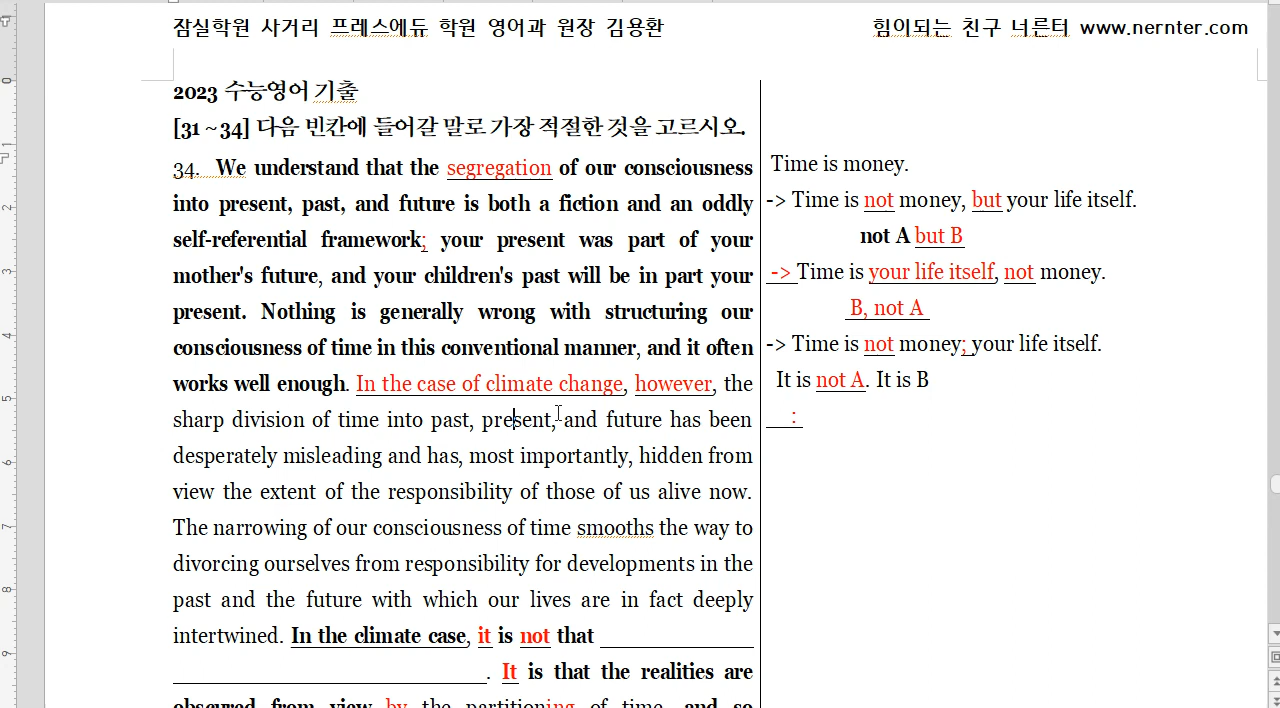 잠실학원 사거리 프레스에듀 학원 영어과 원장 김용환
힘이되는 친구 너른터 www.nernter.com
2023 수능영어 기출
[31 ~ 34] 다음 빈칸에 들어갈 말로 가장 적절한 것을 고르시오.
34. We understand that the segregation of our consciousness
into present, past, and future is both a fiction and an oddly
self-referential framework; your present was part of your
mother's future, and your children's past will be in part your
present. Nothing is generally wrong with structuring our
consciousness of time in this conventional manner, and it often
works well enough. In the case of climate change, however, the
sharp division of time into past, present, and future has been
desperately misleading and has, most importantly, hidden from
view the extent of the responsibility of those of us alive now.
The narrowing of our consciousness of time smooths the way to
divorcing ourselves from responsibility for developments in the
past and the future with which our lives are in fact deeply
intertwined. In the climate case, it is not that
. It is that the realities are
obscured from view by the partitioning of time, and so
Time is money.
-> Time is not money, but your life itself.
not A but B
-> Time is your life itself, not money.
B, not A
-> Time is not money; your life itself.
It is not A. It is B
: